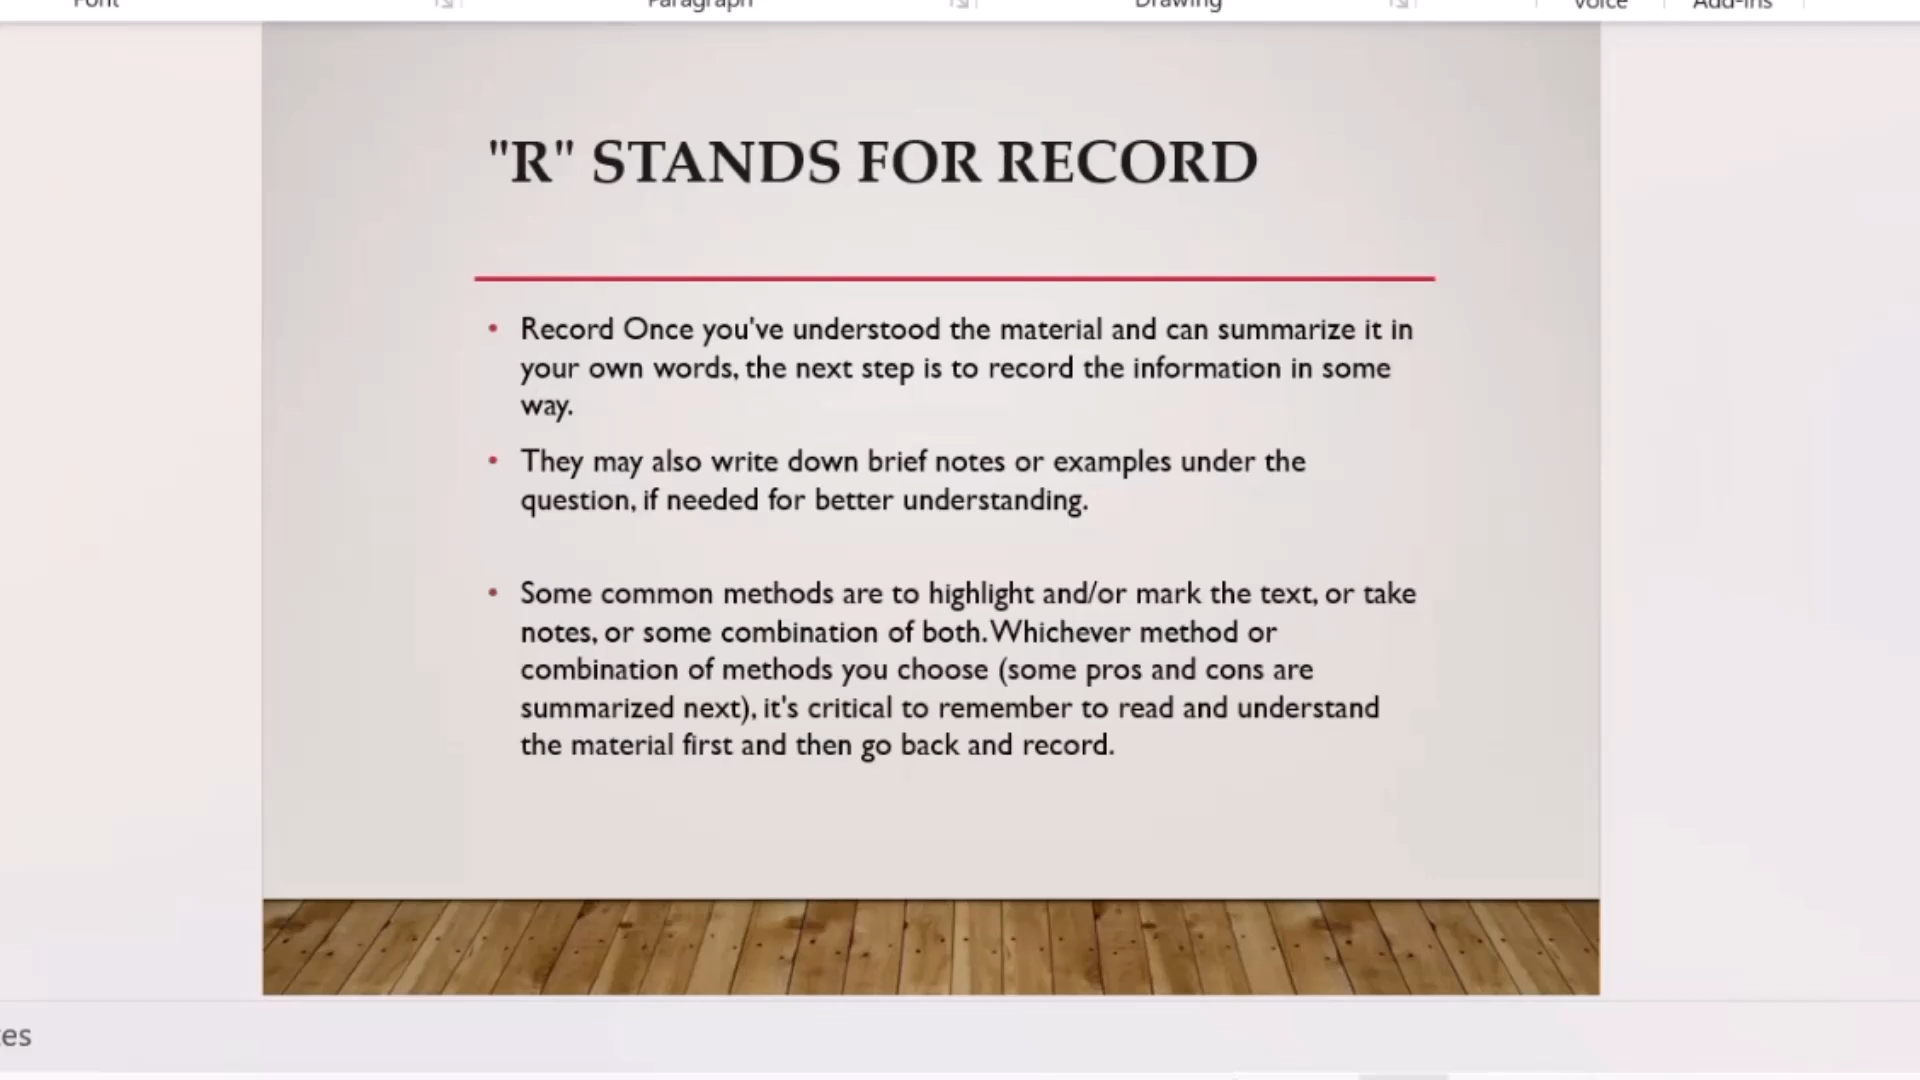 Font Paragraph Drawing Voice Add-ins
"R" STANDS FOR RECORD
• Record Once you've understood the material and can summarize it in
your own words, the next step is to record the information in some
way.
• They may also write down brief notes or examples under the
question, if needed for better understanding.
• Some common methods are to highlight and/or mark the text, or take
notes, or some combination of both. Whichever method or
combination of methods you choose (some pros and cons are
summarized next), it's critical to remember to read and understand
the material first and then go back and record.
tes